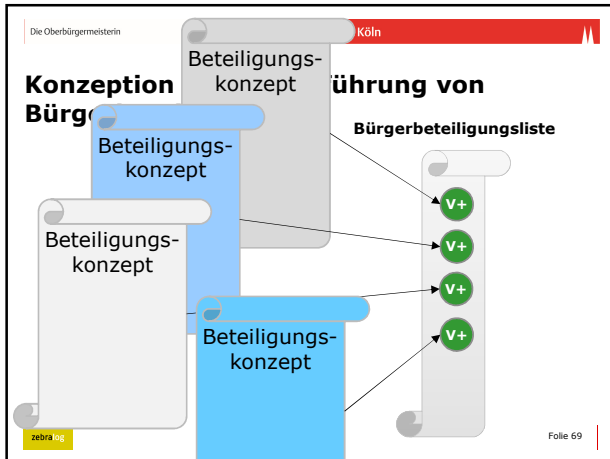 Die Oberbürgermeisterin
Köln
Konzeption führung von
Bürge
Beteiligungs-
konzept
Beteiligungs-
konzept
Beteiligungs-
konzept
Beteiligungs-
konzept
Bürgerbeteiligungsliste
V+
V+
V+
V+
zebralog
Folie 69